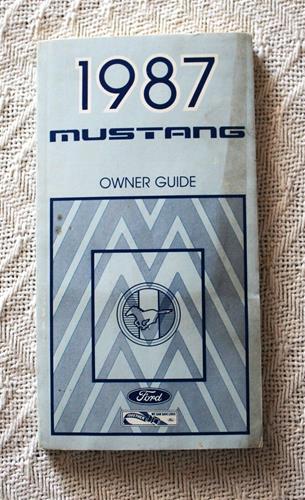 1987
MUSTANG
OWNER GUIDE
Ford